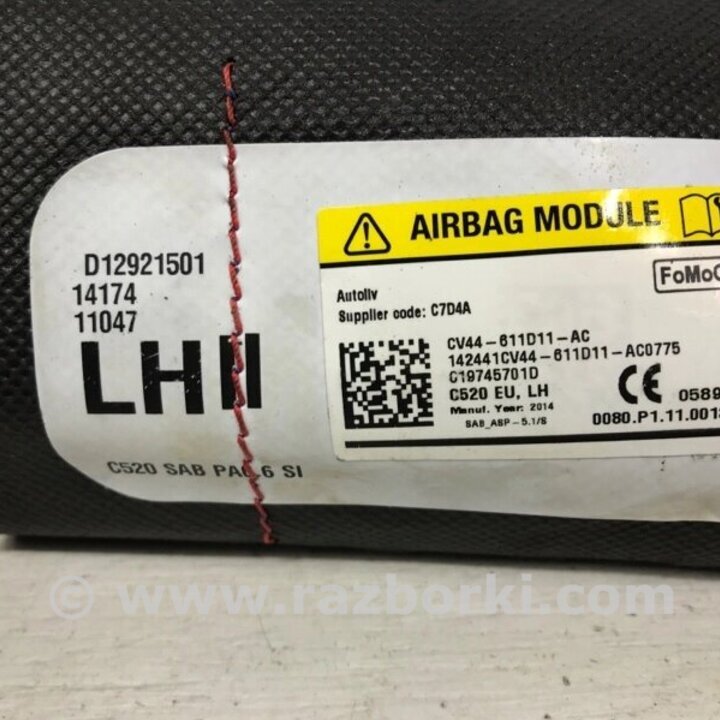 D12921501
14174
11047
LH
C520 SAB PAG 6 SI
AIRBAG MODULE
FoMoC
Autoliv
Supplier code: C7D4A
CV44-611D11-AC
142441CV44-611D11-AC0775
C19745701D
C520 EU, LH
Manuf. Year: 2014
SAB_ASP-5.1/S
CE 0589
0080.P1.11.001
© www.razborki.com